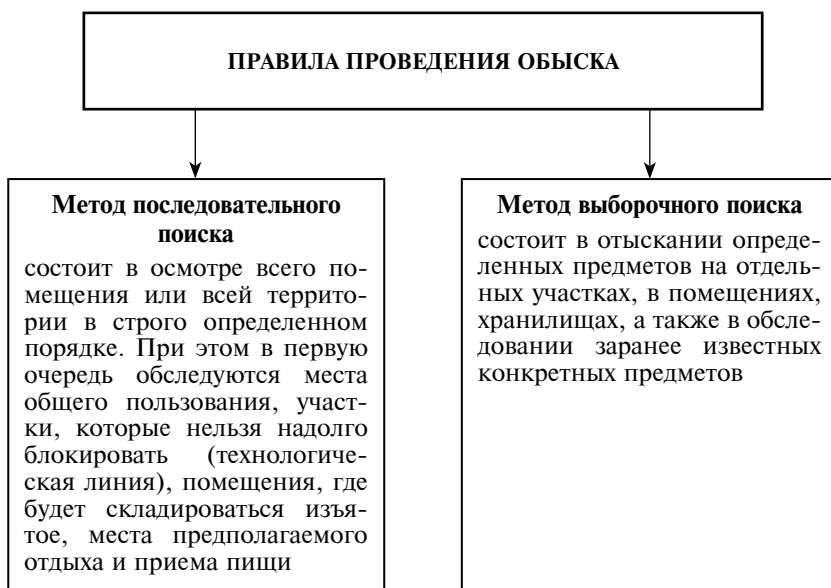 ПРАВИЛА ПРОВЕДЕНИЯ ОБЫСКА
Метод последовательного
поиска
состоит в осмотре всего по-
мещения или всей террито-
рии в строго определенном
порядке. При этом в первую
очередь обследуются места
общего пользования, участ-
ки, которые нельзя надолго
блокировать (технологиче-
ская линия), помещения, где
будет складироваться изъя-
тое, места предполагаемого
отдыха и приема пищи
Метод выборочного поиска
состоит в отыскании опреде-
ленных предметов на отдель-
ных участках, в помещениях,
хранилищах, а также в обсле-
довании заранее известных
конкретных предметов